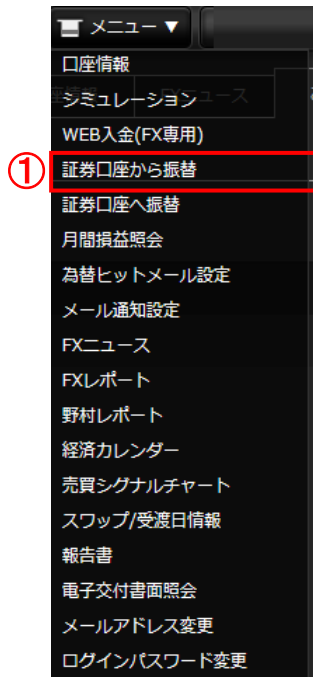 メニュー ▼
口座情報
シミュレーション
WEB入金(FX専用)
①
証券口座から振替
証券口座へ振替
月間損益照会
為替ヒットメール設定
メール通知設定
FXニュース
FXレポート
野村レポート
経済カレンダー
売買シグナルチャート
スワップ/受渡日情報
報告書
電子交付書面照会
メールアドレス変更
ログインパスワード変更